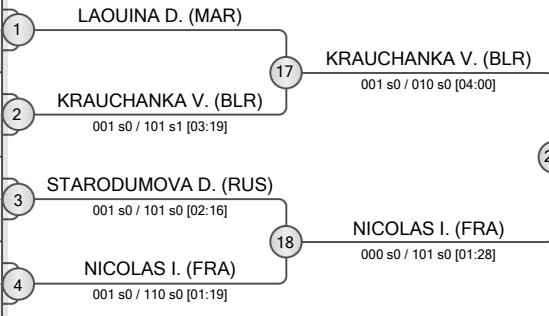 1
LAOUINA D. (MAR)
17
KRAUCHANKA V. (BLR)
001 s0 / 010 s0 [04:00]
2
KRAUCHANKA V. (BLR)
001 s0 / 101 s1 [03:19]
3
STARODUMOVA D. (RUS)
001 s0 / 101 s0 [02:16]
18
NICOLAS I. (FRA)
000 s0 / 101 s0 [01:28]
4
NICOLAS I. (FRA)
001 s0 / 110 s0 [01:19]